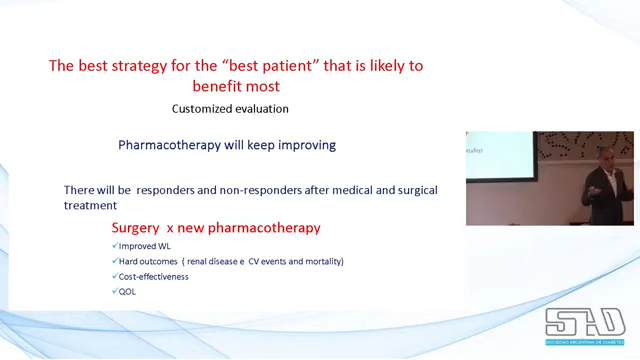 The best strategy for the “best patient” that is likely to
benefit most
Customized evaluation
Pharmacotherapy will keep improving
There will be responders and non-responders after medical and surgical
treatment
Surgery x new pharmacotherapy
✓Improved WL
✓Hard outcomes ( renal disease e CV events and mortality)
✓Cost-effectiveness
✓QOL
SAD
SOCIEDAD ARGENTINA DE DIABETES